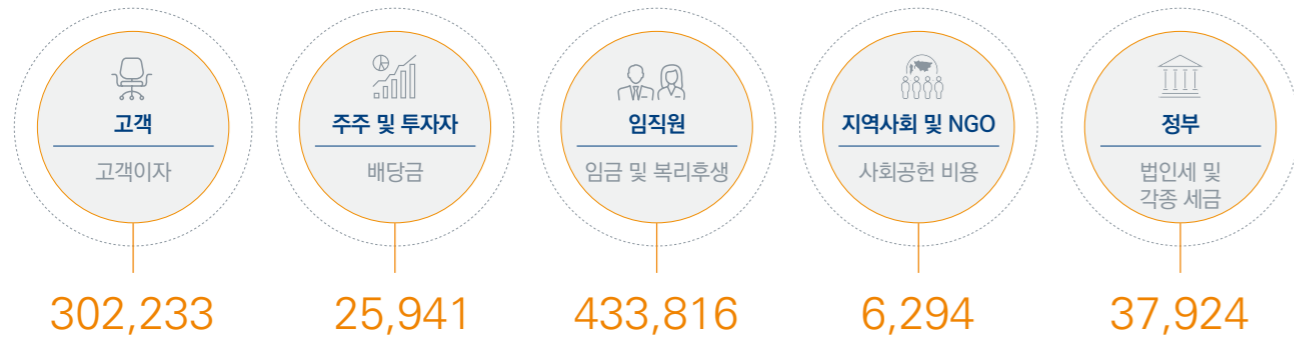 고객
고객이자
302,233
주주 및 투자자
배당금
25,941
임직원
임금 및 복리후생
433,816
지역사회 및 NGO
사회공헌 비용
6,294
정부
법인세 및
각종 세금
37,924